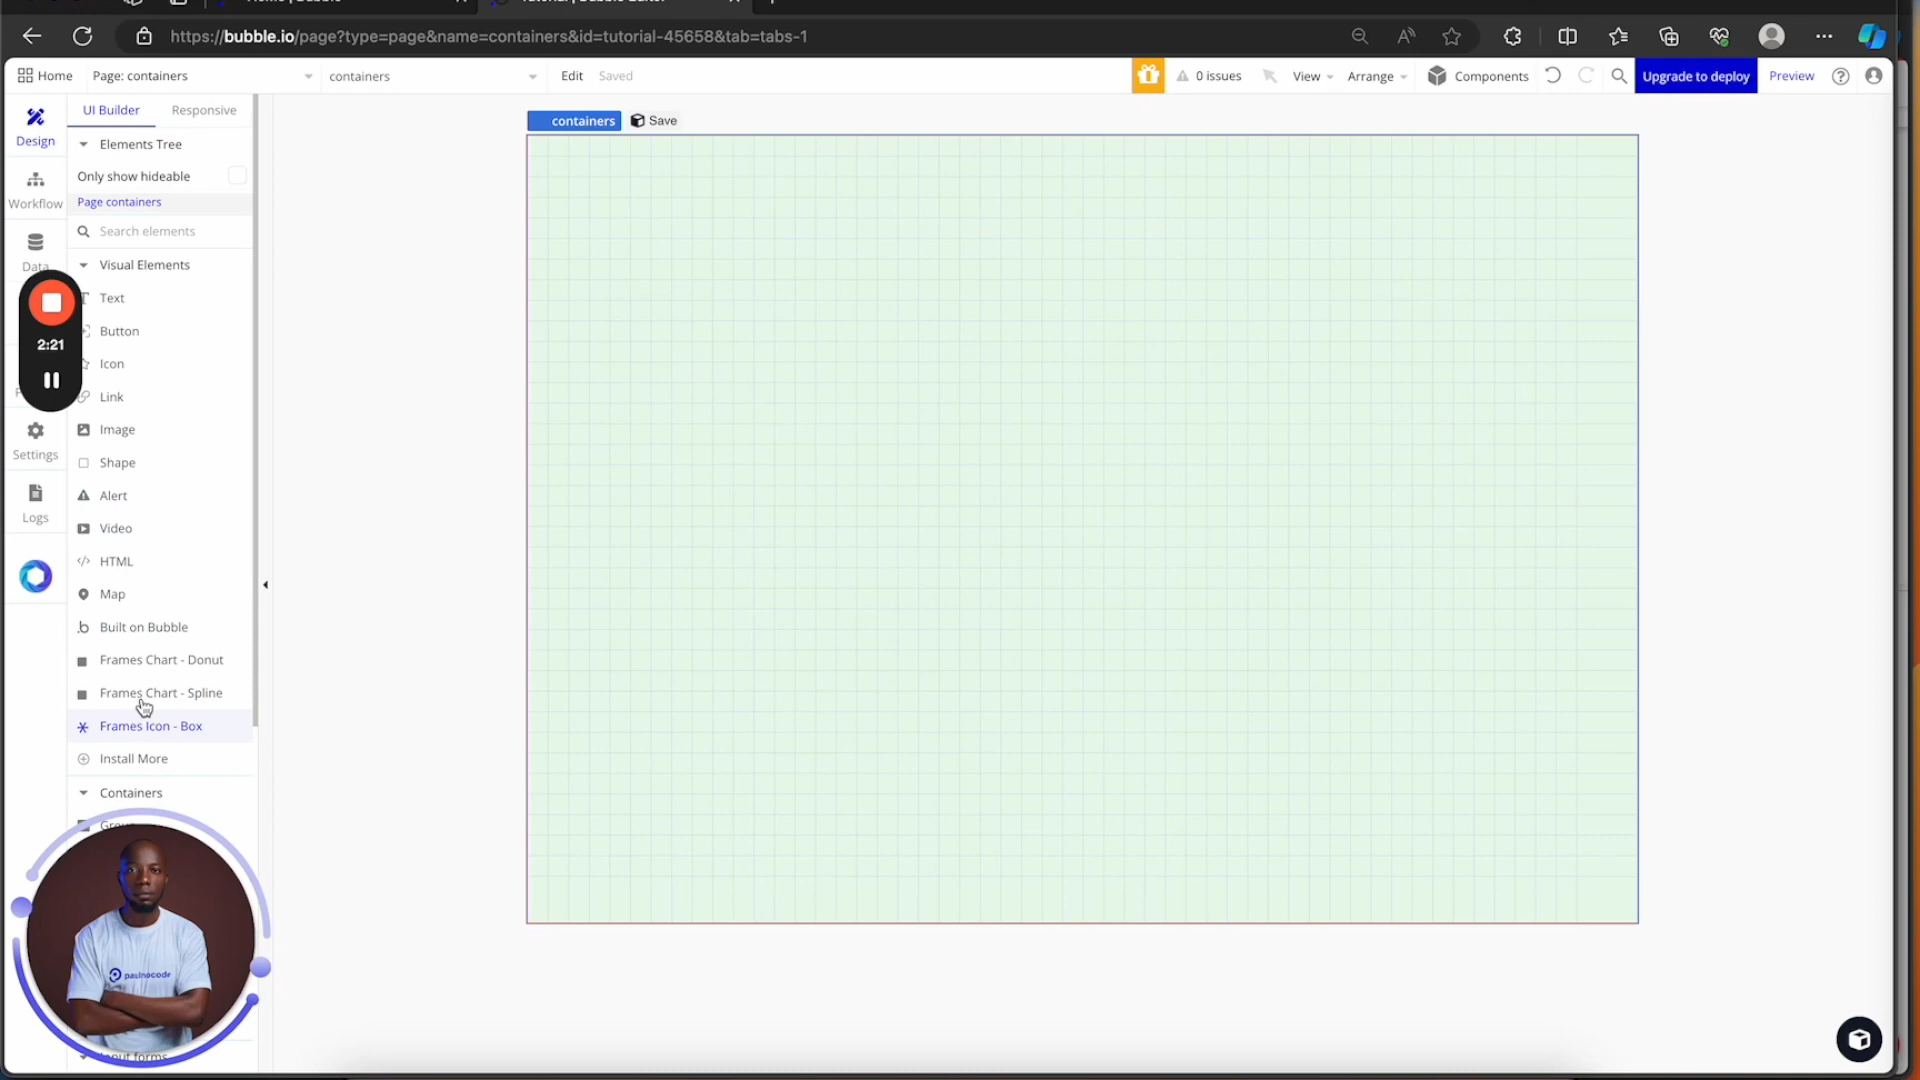 https://bubble.io/page?type=page&name=containers&id=tutorial-45658&tab=tabs-1
Home
Page: containers
containers
Edit
Saved
0 issues
View
Arrange
Components
Upgrade to deploy
Preview
Design
UI Builder
Responsive
containers
Save
Elements Tree
Only show hideable
Workflow
Page containers
Search elements
Data
Visual Elements
Text
Button
2:21
Icon
Link
Image
Settings
Shape
Alert
Logs
Video
HTML
Map
Built on Bubble
Frames Chart - Donut
Frames Chart - Spline
Frames Icon - Box
Install More
Containers
paulnocode
Input forms